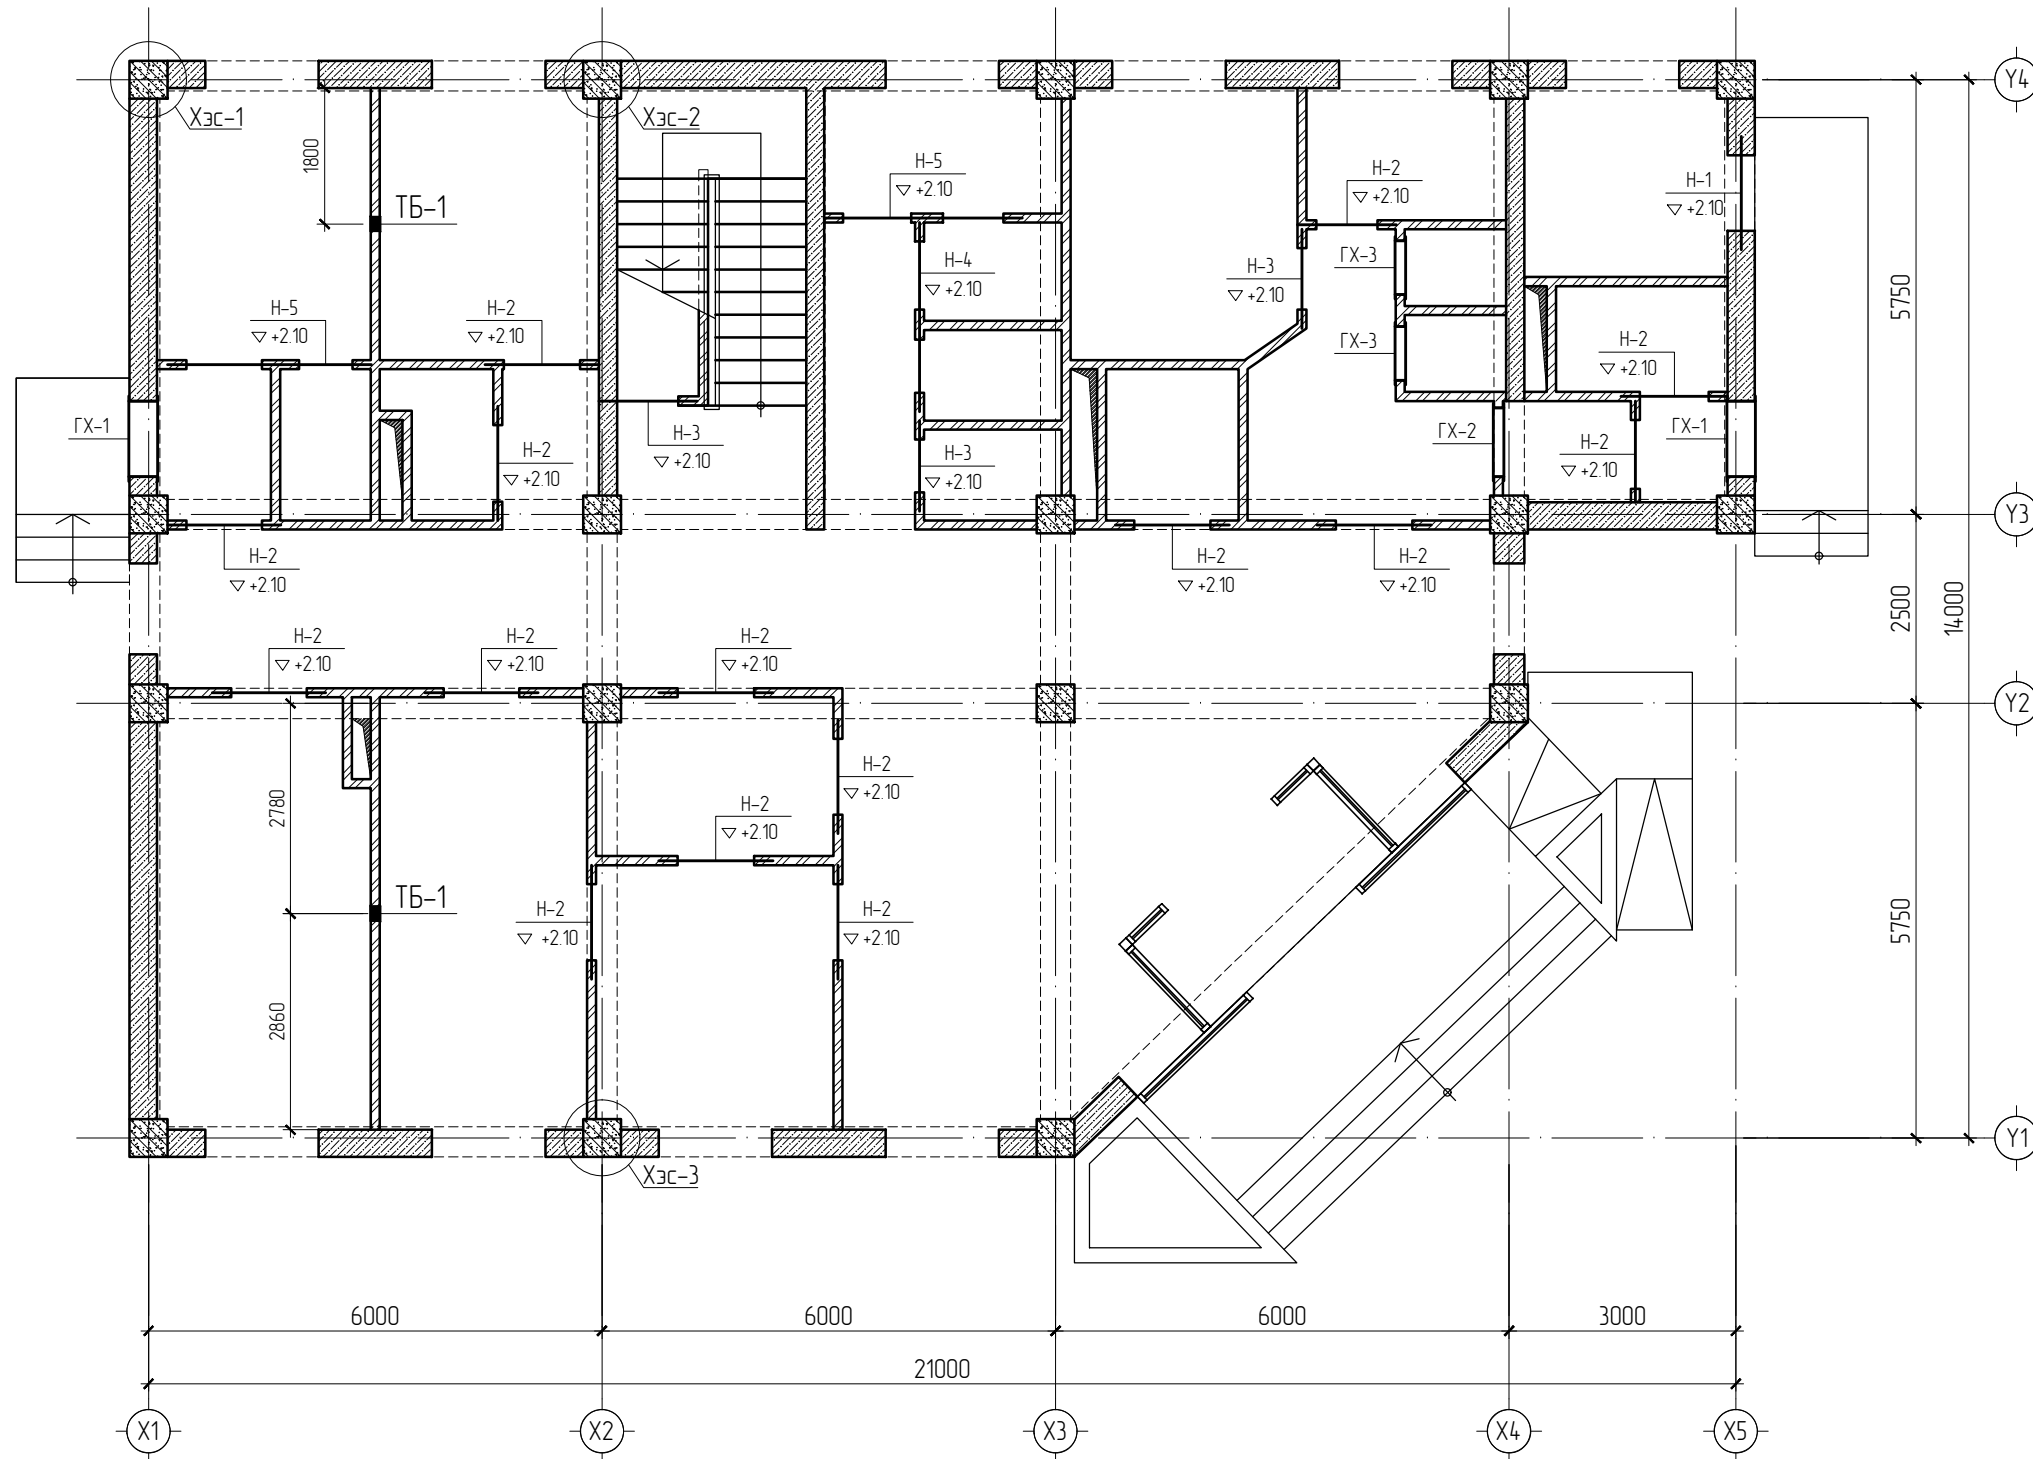 Y4
Хэс-1
Хэс-2
1800
ТБ-1
Н-5
+2.10
Н-2
+2.10
Н-1
+2.10
ГХ-3
Н-4
+2.10
Н-3
+2.10
5750
Н-5
+2.10
Н-2
+2.10
ГХ-3
Н-2
+2.10
ГХ-1
Н-3
+2.10
Н-2
+2.10
Н-3
+2.10
ГХ-2
Н-2
+2.10
ГХ-1
Y3
Н-2
+2.10
Н-2
+2.10
Н-2
+2.10
2500
14000
Н-2
+2.10
Н-2
+2.10
Н-2
+2.10
Y2
2780
Н-2
+2.10
Н-2
+2.10
ТБ-1
Н-2
+2.10
Н-2
+2.10
5750
2860
Y1
Хэс-3
6000
6000
6000
3000
21000
X1
X2
X3
X4
X5